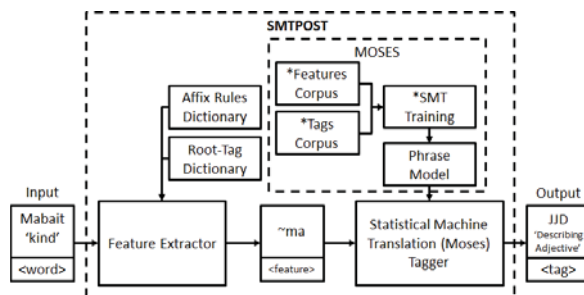 SMTPOST
MOSES
*Features
Corpus
*Tags
Corpus
*SMT
Training
Phrase
Model
Affix Rules
Dictionary
Root-Tag
Dictionary
Input
Mabait
'kind'
<word>
Feature Extractor
~ma
<feature>
Statistical Machine
Translation (Moses)
Tagger
Output
JJD
'Describing
Adjective'
<tag>